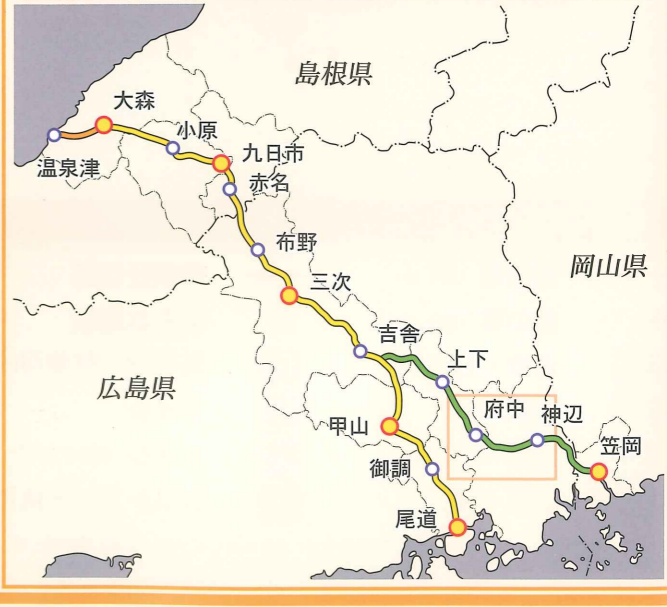 島根県
大森
小原
九日市
温泉津
赤名
布野
岡山県
三次
吉舎
上下
広島県
府中
神辺
甲山
笠岡
御調
尾道